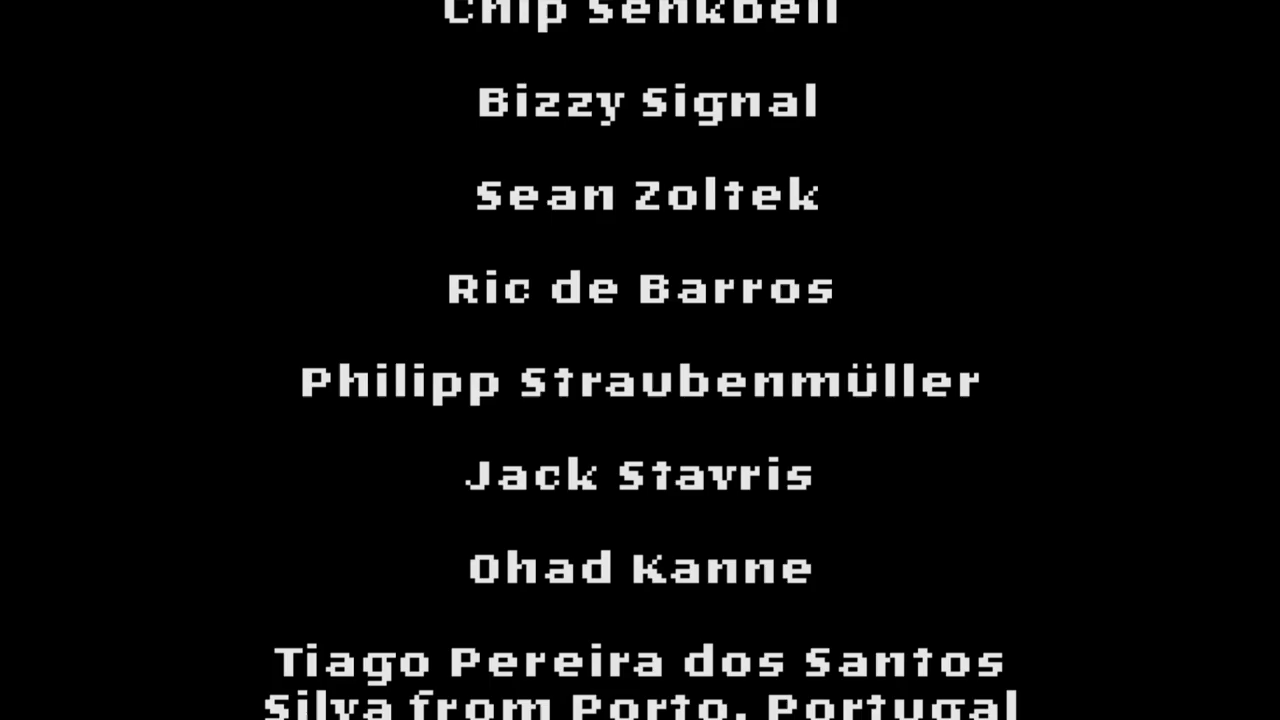 Chip Senkbeil
Bizzy Signal
Sean Zoltek
Ric de Barros
Philipp Straubenmüller
Jack Stavris
Ohad Kanne
Tiago Pereira dos Santos
Silva from Porto, Portugal